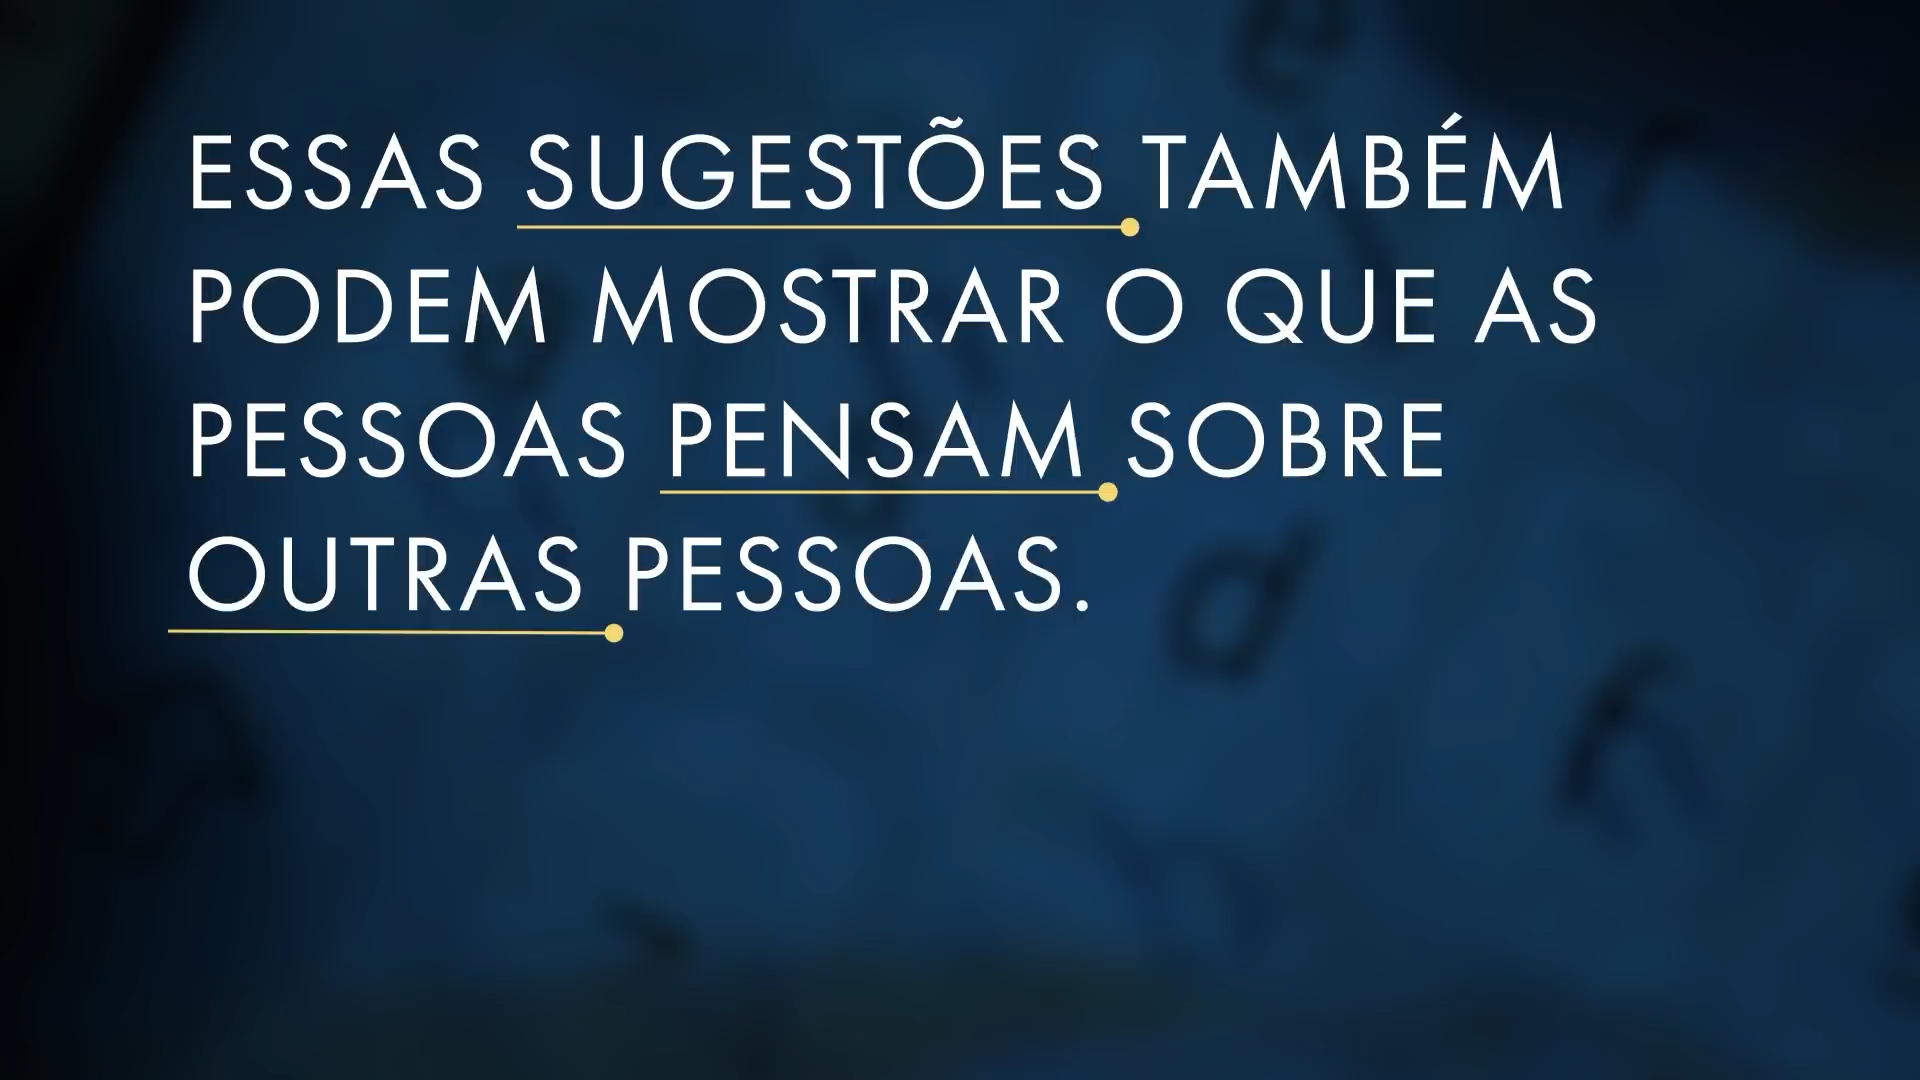 ESSAS SUGESTÕES TAMBÉM
PODEM MOSTRAR O QUE AS
PESSOAS PENSAM SOBRE
OUTRAS PESSOAS.